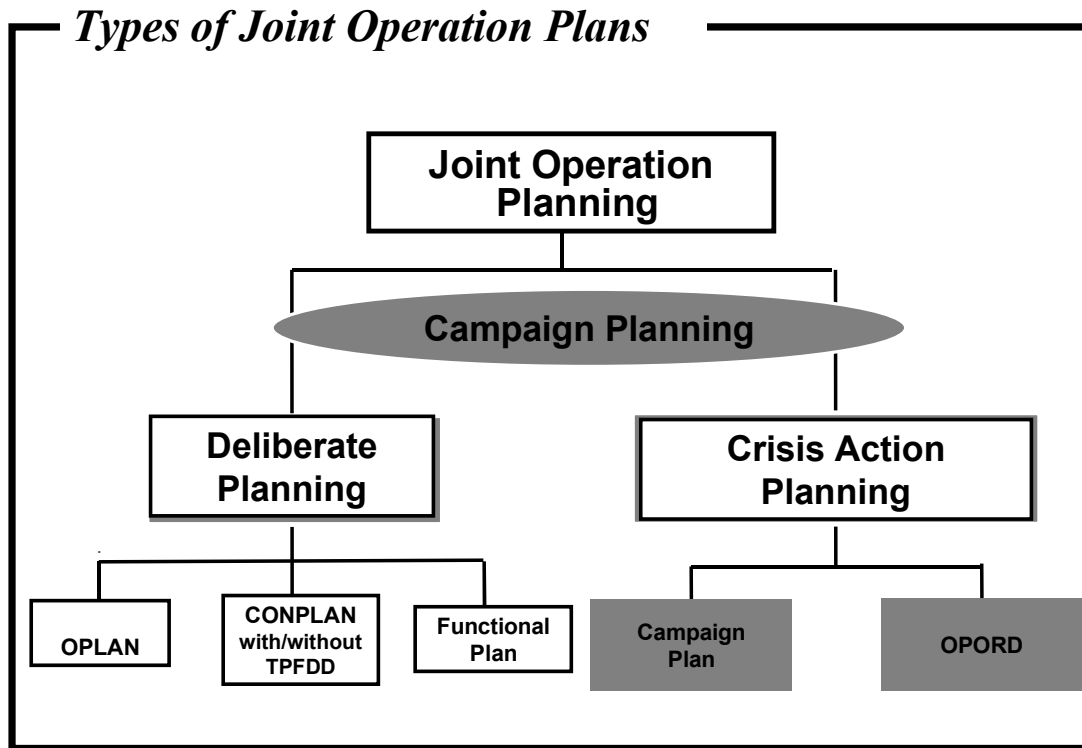 Types of Joint Operation Plans
Joint Operation
Planning
Campaign Planning
Deliberate
Planning
Crisis Action
Planning
OPLAN
CONPLAN
with/without
TPFDD
Functional
Plan
Campaign
Plan
OPORD